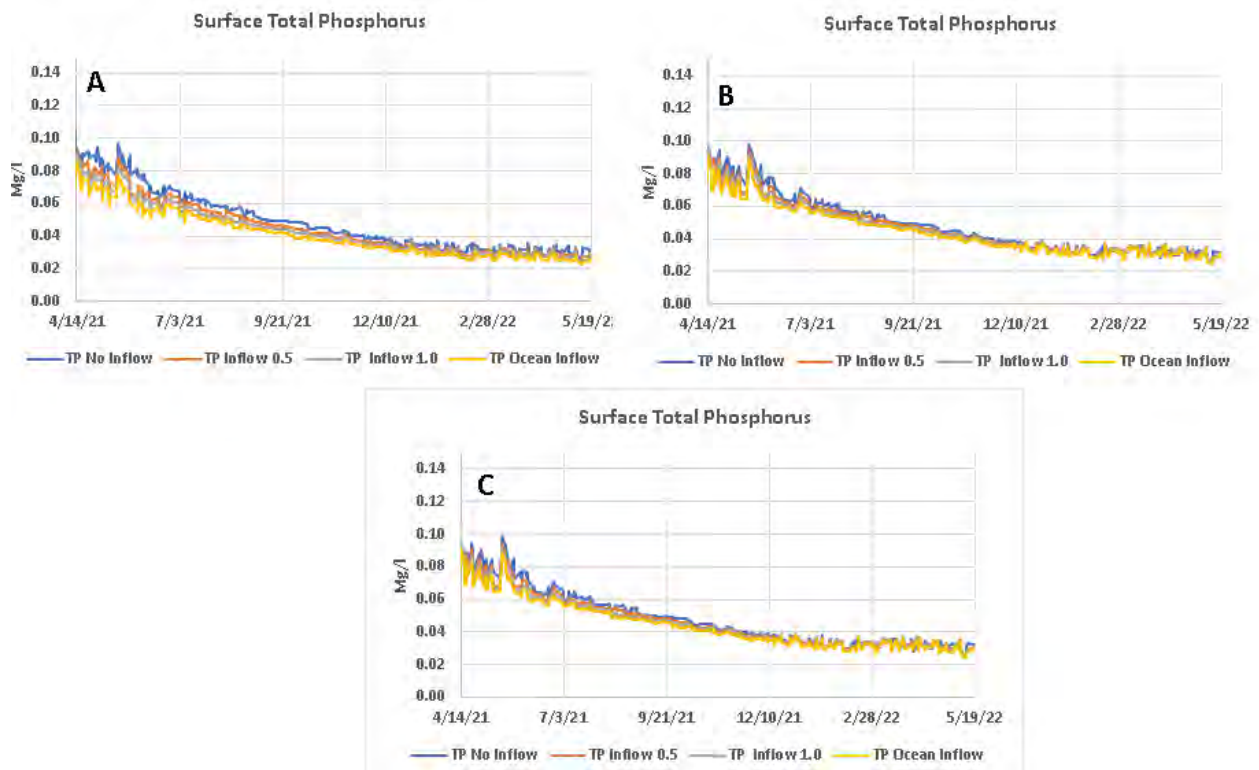 Surface Total Phosphorus
A
Mg/l
0.14
0.12
0.10
0.08
0.06
0.04
0.02
0.00
4/14/21 7/3/21 9/21/21 12/10/21 2/28/22 5/19/2
TP No Inflow TP Inflow 0.5 TP Inflow 1.0 TP Ocean Inflow
Surface Total Phosphorus
B
Mg/l
0.14
0.12
0.10
0.08
0.06
0.04
0.02
0.00
4/14/21 7/3/21 9/21/21 12/10/21 2/28/22 5/19/22
TP No Inflow TP Inflow 0.5 TP Inflow 1.0 TP Ocean Inflow
Surface Total Phosphorus
C
Mg/l
0.14
0.12
0.10
0.08
0.06
0.04
0.02
0.00
4/14/21 7/3/21 9/21/21 12/10/21 2/28/22 5/19/22
TP No Inflow TP Inflow 0.5 TP Inflow 1.0 TP Ocean Inflow